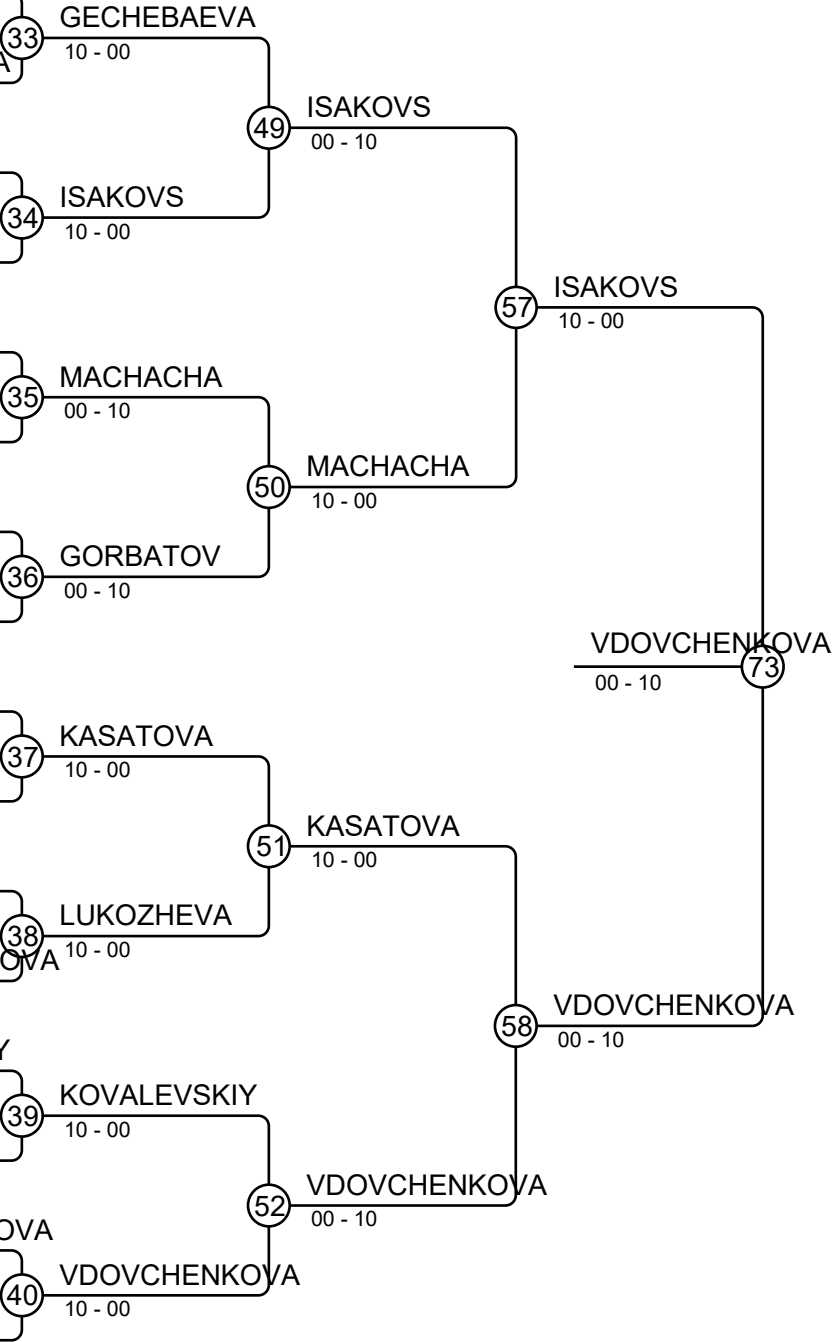 GECHEBAEVA
33
10 - 00
A
ISAKOVS
49
00 - 10
ISAKOVS
34
10 - 00
ISAKOVS
57
10 - 00
MACHACHA
35
00 - 10
MACHACHA
50
10 - 00
GORBATOV
36
00 - 10
VDOVCHENKOVA
73
00 - 10
KASATOVA
37
10 - 00
KASATOVA
51
10 - 00
LUKOZHEVA
38
10 - 00
OVA
VDOVCHENKOVA
58
00 - 10
Y
KOVALEVSKIY
39
10 - 00
VDOVCHENKOVA
52
00 - 10
OVA
VDOVCHENKOVA
40
10 - 00